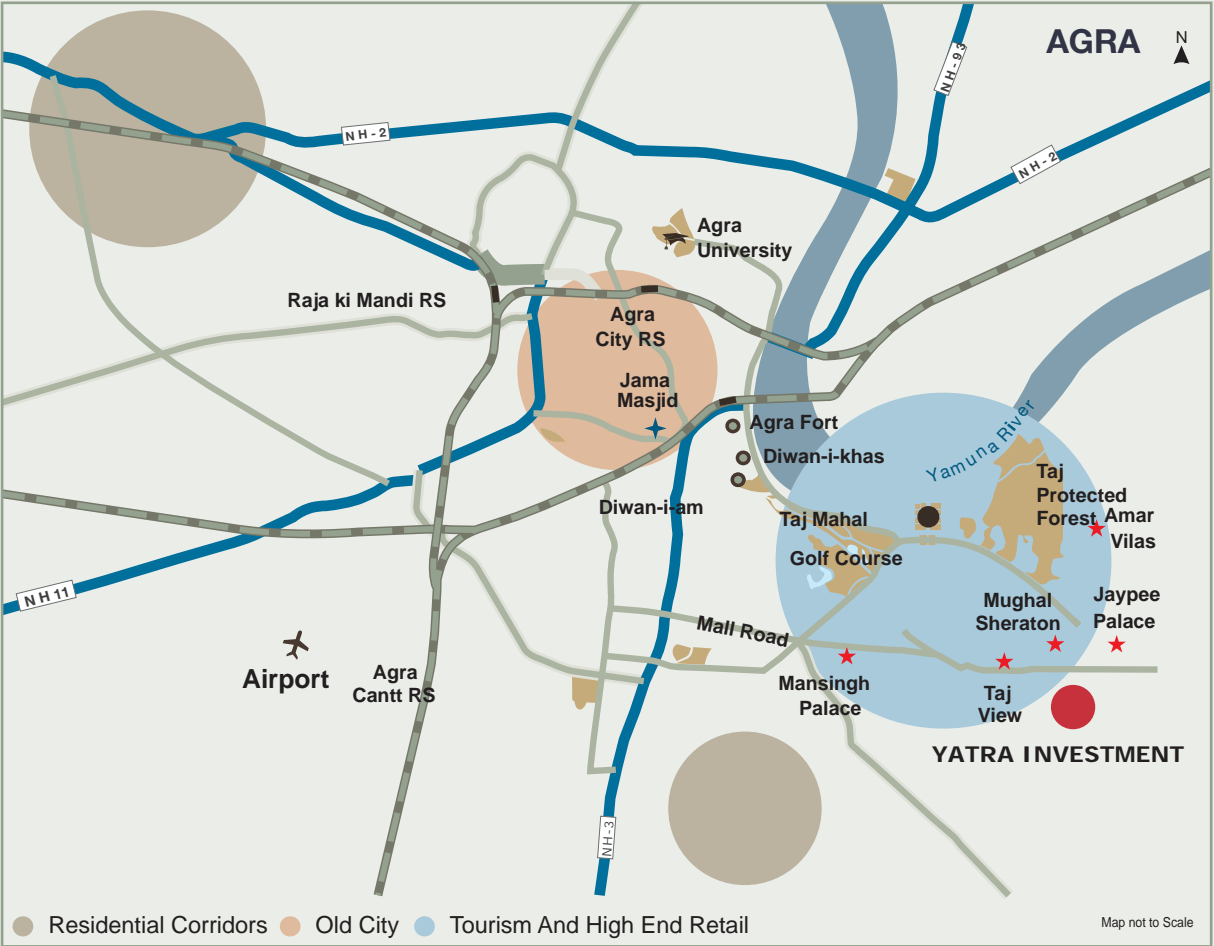 AGRA
N
NH-93
NH-2
NH-2
Agra
University
Raja ki Mandi RS
Agra
City RS
Jama
Masjid
Agra Fort
Diwan-i-khas
Diwan-i-am
Yamuna River
Taj
Protected
Forest
Amar
Vilas
Taj Mahal
Golf Course
NH11
Mughal
Sheraton
Jaypee
Palace
Mall Road
Airport
Agra
Cantt RS
Mansingh
Palace
Taj
View
YATRA INVESTMENT
NH-3
Residential Corridors
Old City
Tourism And High End Retail
Map not to Scale